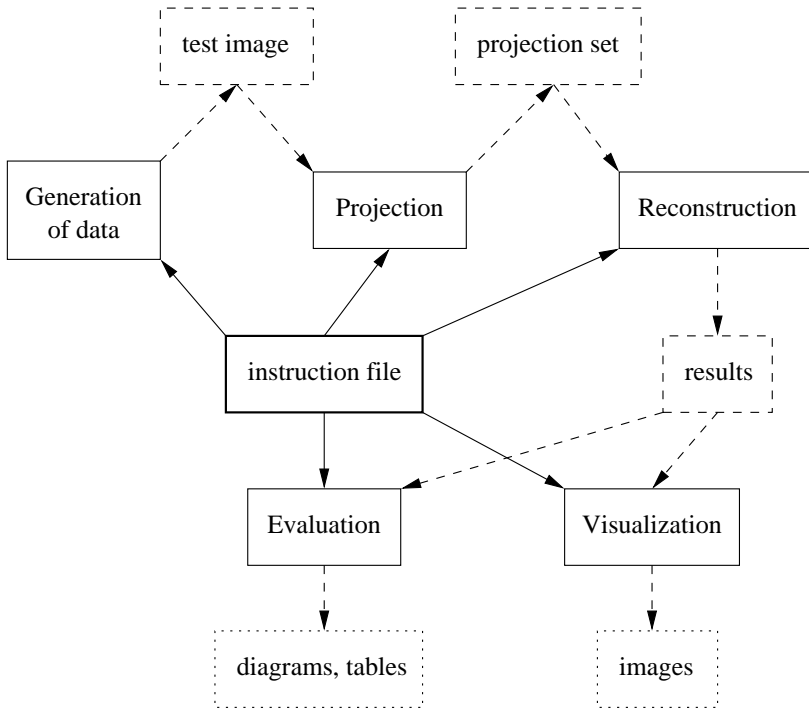 test image
projection set
Generation
of data
Projection
Reconstruction
instruction file
results
Evaluation
Visualization
diagrams, tables
images